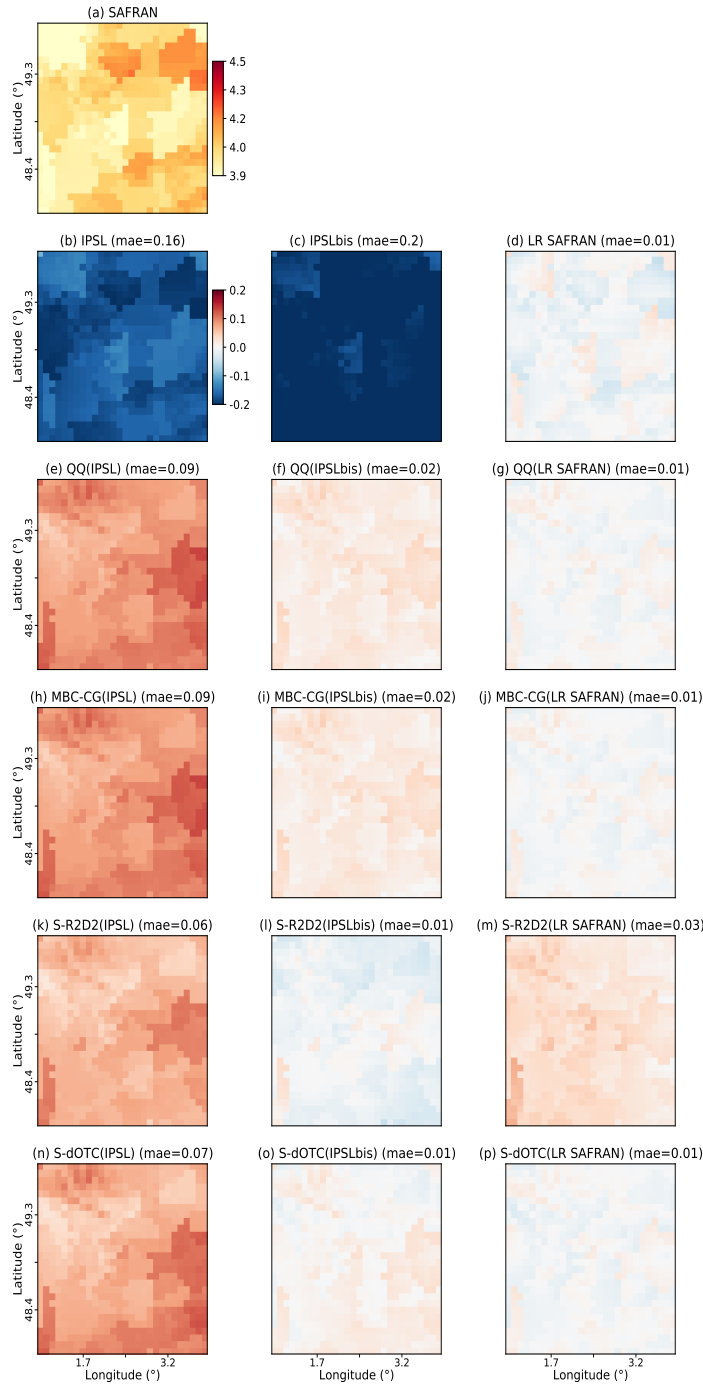 (a) SAFRAN
49.3
48.4
Latitude (°)
4.5
4.3
4.2
4.0
3.9
(b) IPSL (mae=0.16)
(c) IPSLbis (mae=0.2)
(d) LR SAFRAN (mae=0.01)
49.3
48.4
Latitude (°)
0.2
0.1
0.0
-0.1
-0.2
(e) QQ(IPSL) (mae=0.09)
(f) QQ(IPSLbis) (mae=0.02)
(g) QQ(LR SAFRAN) (mae=0.01)
49.3
48.4
Latitude (°)
(h) MBC-CG(IPSL) (mae=0.09)
(i) MBC-CG(IPSLbis) (mae=0.02)
(j) MBC-CG(LR SAFRAN) (mae=0.01)
49.3
48.4
Latitude (°)
(k) S-R2D2(IPSL) (mae=0.06)
(l) S-R2D2(IPSLbis) (mae=0.01)
(m) S-R2D2(LR SAFRAN) (mae=0.03)
49.3
48.4
Latitude (°)
(n) S-dOTC(IPSL) (mae=0.07)
(o) S-dOTC(IPSLbis) (mae=0.01)
(p) S-dOTC(LR SAFRAN) (mae=0.01)
49.3
48.4
Latitude (°)
1.7 3.2
Longitude (°)
1.7 3.2
Longitude (°)
1.7 3.2
Longitude (°)